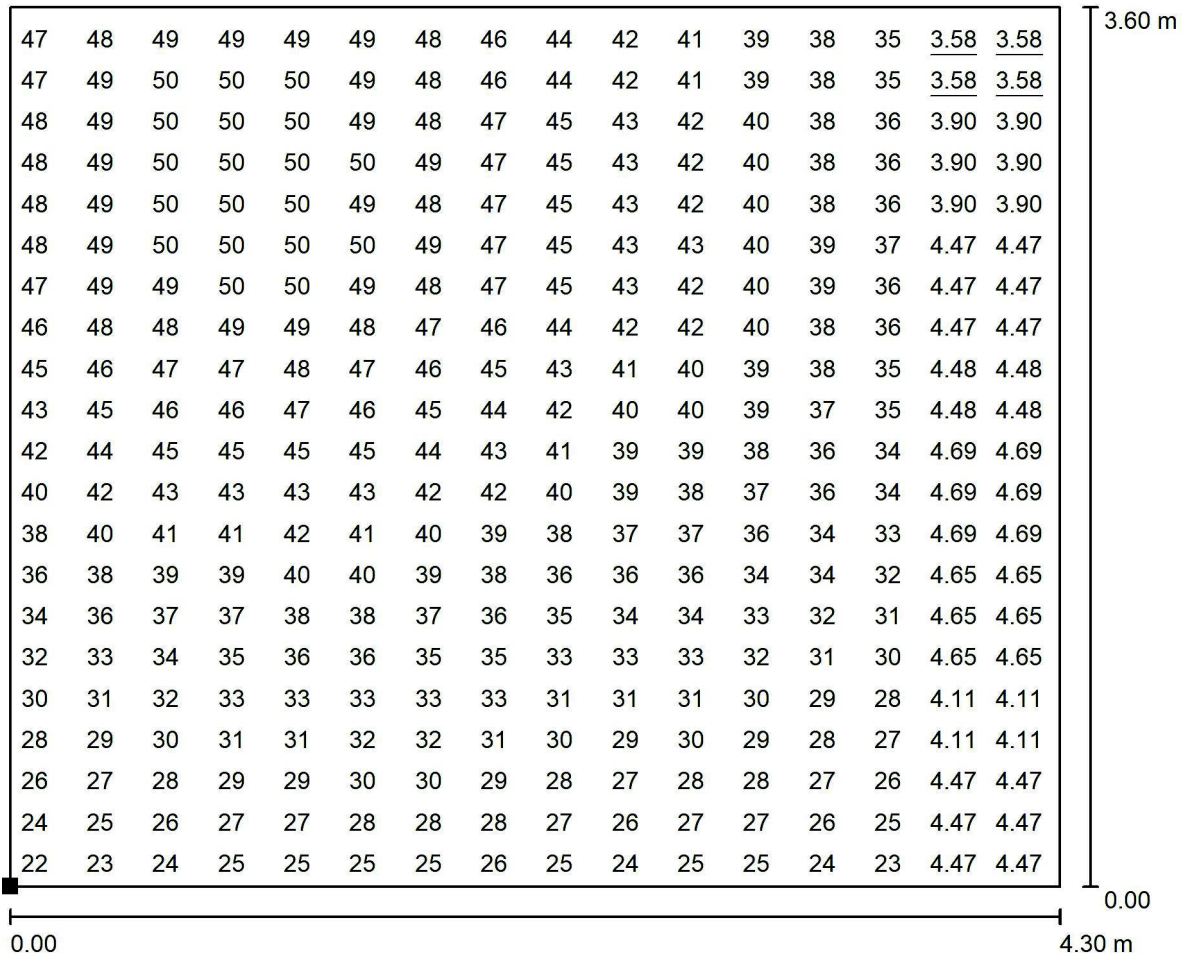 47 48 49 49 49 49 48 46 44 42 41 39 38 35 3.58 3.58
3.60 m
47 49 50 50 50 49 48 46 44 42 41 39 38 35 3.58 3.58
48 49 50 50 50 49 48 47 45 43 42 40 38 36 3.90 3.90
48 49 50 50 50 50 49 47 45 43 42 40 38 36 3.90 3.90
48 49 50 50 50 49 48 47 45 43 42 40 38 36 3.90 3.90
48 49 50 50 50 50 49 47 45 43 43 40 39 37 4.47 4.47
47 49 49 50 50 49 48 47 45 43 42 40 39 36 4.47 4.47
46 48 48 49 49 48 47 46 44 42 42 40 38 36 4.47 4.47
45 46 47 47 48 47 46 45 43 41 40 39 38 35 4.48 4.48
43 45 46 46 47 46 45 44 42 40 40 39 37 35 4.48 4.48
42 44 45 45 45 45 44 43 41 39 39 38 36 34 4.69 4.69
40 42 43 43 43 43 42 42 40 39 38 37 36 34 4.69 4.69
38 40 41 41 42 41 40 39 38 37 37 36 34 33 4.69 4.69
36 38 39 39 40 40 39 38 36 36 36 34 34 32 4.65 4.65
34 36 37 37 38 38 37 36 35 34 34 33 32 31 4.65 4.65
32 33 34 35 36 36 35 35 33 33 33 32 31 30 4.65 4.65
30 31 32 33 33 33 33 33 31 31 31 30 29 28 4.11 4.11
28 29 30 31 31 32 32 31 30 29 30 29 28 27 4.11 4.11
26 27 28 29 29 30 30 29 28 27 28 28 27 26 4.47 4.47
24 25 26 27 27 28 28 28 27 26 27 27 26 25 4.47 4.47
22 23 24 25 25 25 25 26 25 24 25 25 24 23 4.47 4.47
0.00
0.00
4.30 m